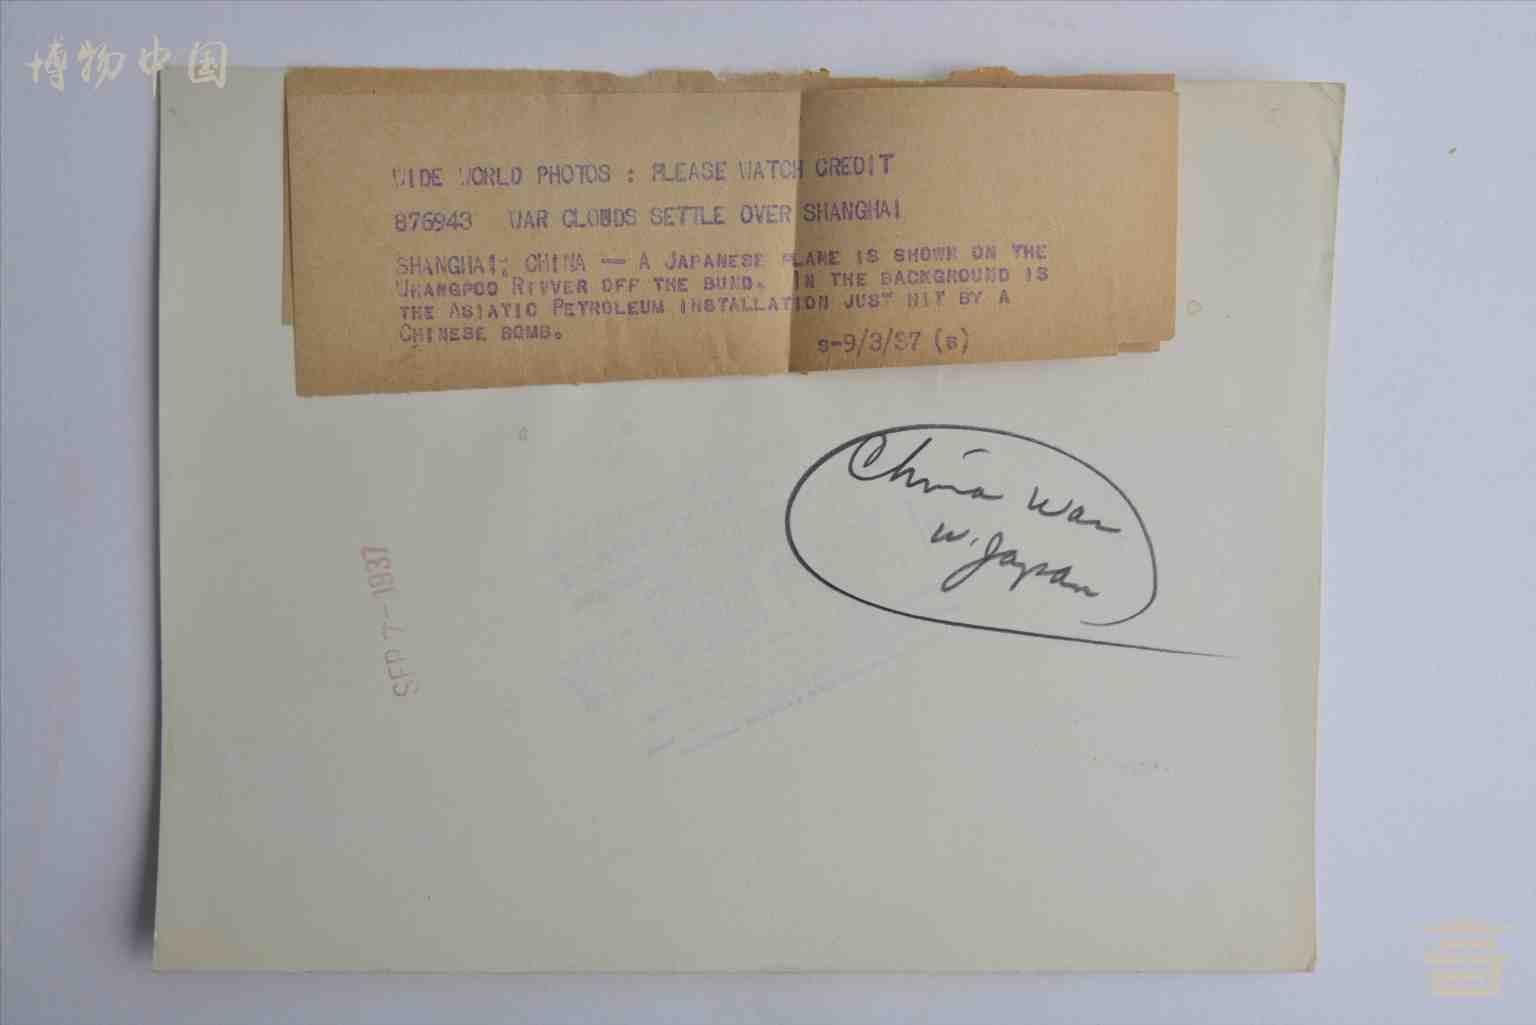 博物中国
WIDE WORLD PHOTOS : PLEASE WATCH CREDIT
876943 WAR CLOUDS SETTLE OVER SHANGHAI
SHANGHAI, CHINA — A JAPANESE PLANE IS SHOWN ON THE
WHANGPOO RIVVER OFF THE BUND. IN THE BACKGROUND IS
THE ASIATIC PETROLEUM INSTALLATION JUST HIT BY A
CHINESE BOMB.
s-9/3/37 (s)
China War
w. Japan
SEP 7-1937